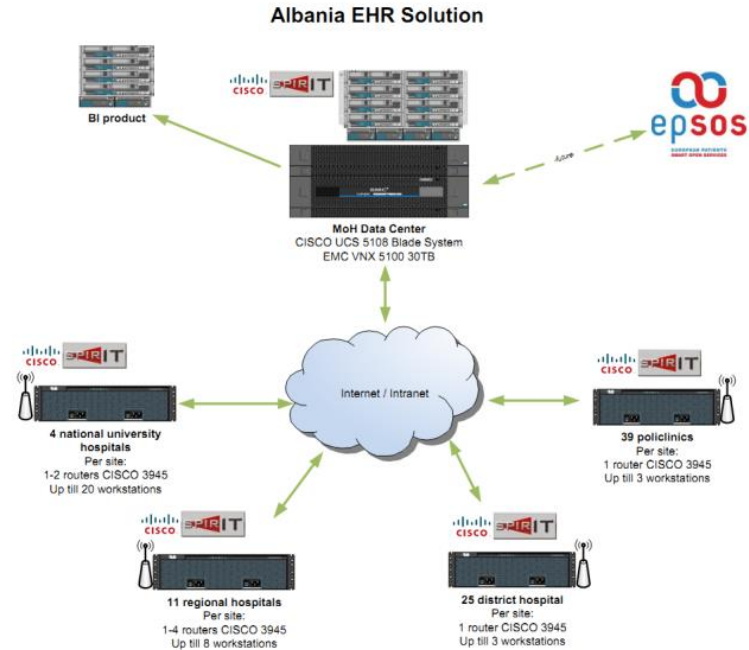 Albania EHR Solution
BI product
CISCO SPIRIT
epSOS
EUROPEAN PATIENTS
SMART OPEN SERVICES
future
EMC²
MoH Data Center
CISCO UCS 5108 Blade System
EMC VNX 5100 30TB
Internet / Intranet
CISCO SPIRIT
4 national university
hospitals
Per site:
1-2 routers CISCO 3945
Up till 20 workstations
CISCO SPIRIT
39 policlinics
Per site:
1 router CISCO 3945
Up till 3 workstations
CISCO SPIRIT
11 regional hospitals
Per site:
1-4 routers CISCO 3945
Up till 8 workstations
CISCO SPIRIT
25 district hospital
Per site:
1 router CISCO 3945
Up till 3 workstations